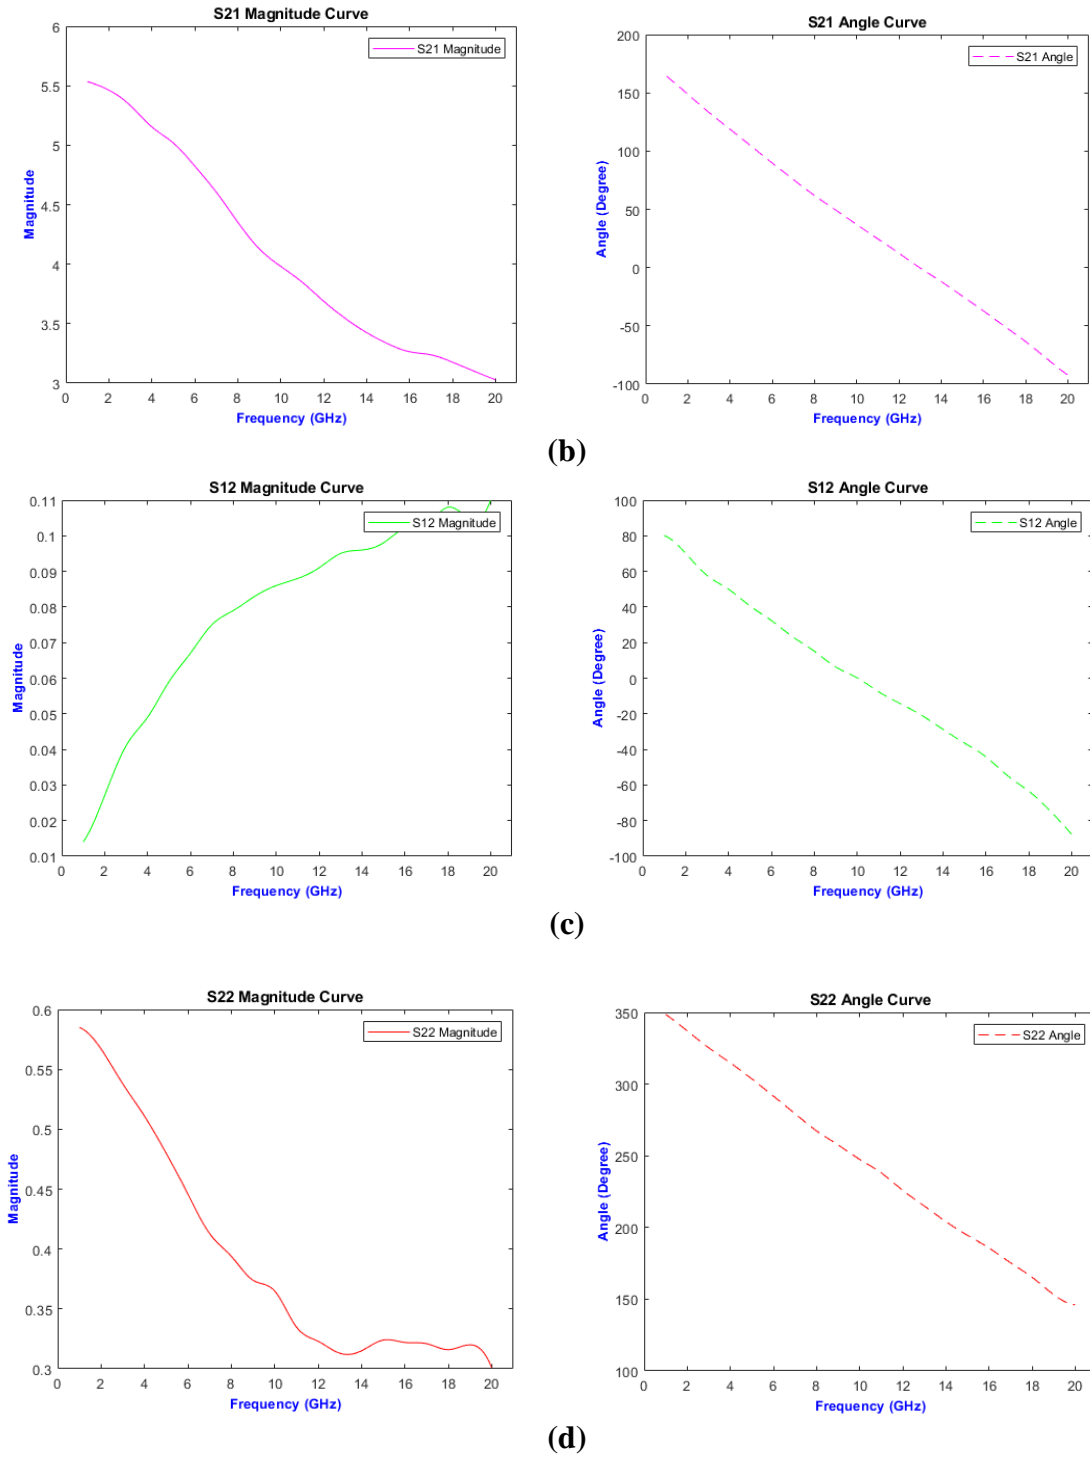 S21 Magnitude Curve
6
5.5
5
4.5
4
3.5
3
Magnitude
S21 Magnitude
0 2 4 6 8 10 12 14 16 18 20
Frequency (GHz)
S21 Angle Curve
200
150
100
50
0
-50
-100
Angle (Degree)
S21 Angle
0 2 4 6 8 10 12 14 16 18 20
Frequency (GHz)
(b)
S12 Magnitude Curve
0.11
0.1
0.09
0.08
0.07
0.06
0.05
0.04
0.03
0.02
0.01
Magnitude
S12 Magnitude
0 2 4 6 8 10 12 14 16 18 20
Frequency (GHz)
S12 Angle Curve
100
80
60
40
20
0
-20
-40
-60
-80
-100
Angle (Degree)
S12 Angle
0 2 4 6 8 10 12 14 16 18 20
Frequency (GHz)
(c)
S22 Magnitude Curve
0.6
0.55
0.5
0.45
0.4
0.35
0.3
Magnitude
S22 Magnitude
0 2 4 6 8 10 12 14 16 18 20
Frequency (GHz)
S22 Angle Curve
350
300
250
200
150
100
Angle (Degree)
S22 Angle
0 2 4 6 8 10 12 14 16 18 20
Frequency (GHz)
(d)